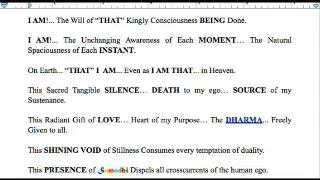 I AM!... The Will of “THAT” Kingly Consciousness BEING Done.
I AM!... The Unchanging Awareness of Each MOMENT... The Natural
Spaciousness of Each INSTANT.
On Earth... “THAT” I AM... Even as I AM THAT... in Heaven.
This Sacred Tangible SILENCE... DEATH to my ego... SOURCE of my
Sustenance.
This Radiant Gift of LOVE... Heart of my Purpose... The DHARMA... Freely
Given to all.
This SHINING VOID of Stillness Consumes every temptation of duality.
This PRESENCE of Samadhi Dispels all crosscurrents of the human ego.